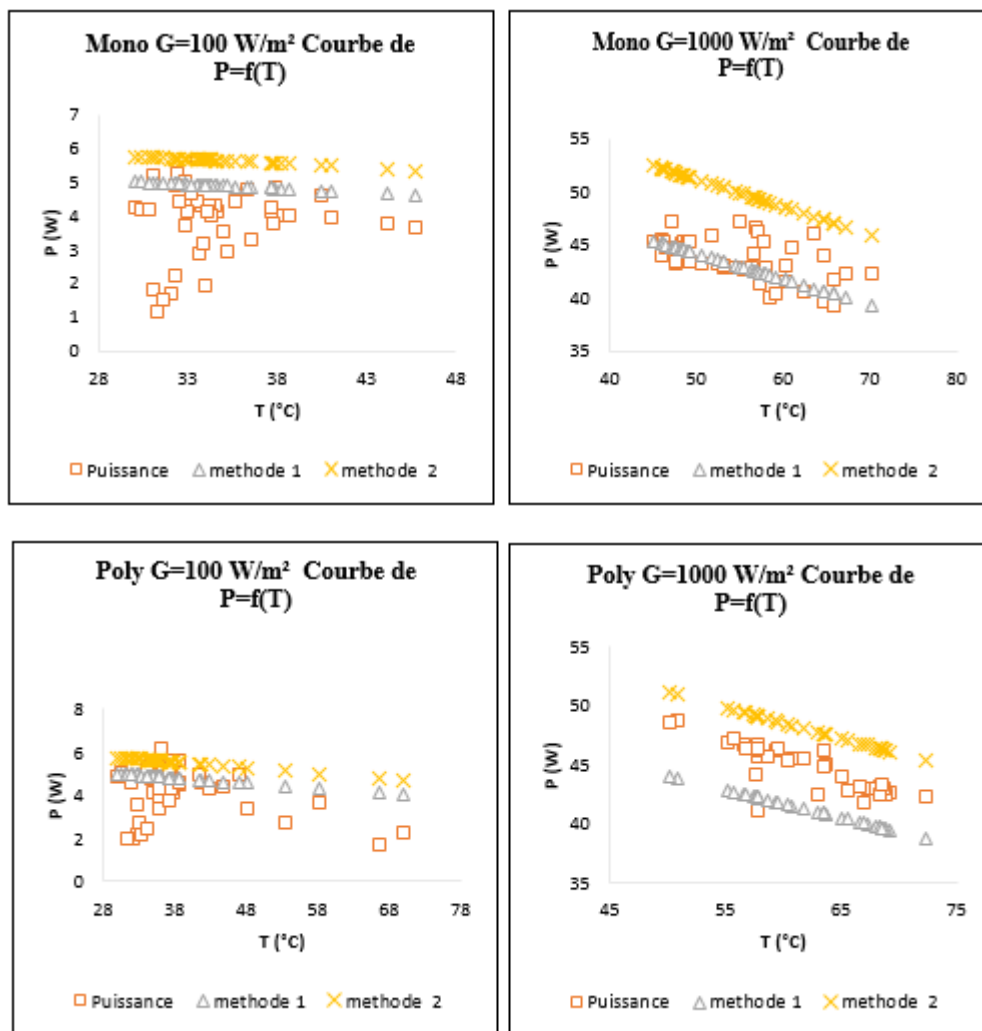 Mono G=100 W/m² Courbe de
P=f(T)
7
6
5
4
3
2
1
0
P (W)
28 33 38 43 48
T (°C)
Puissance methode 1 methode 2
Mono G=1000 W/m² Courbe de
P=f(T)
55
50
45
40
35
P (W)
40 50 60 70 80
T (°C)
Puissance methode 1 methode 2
Poly G=100 W/m² Courbe de
P=f(T)
8
6
4
2
0
P (W)
28 38 48 58 68 78
T (°C)
Puissance methode 1 methode 2
Poly G=1000 W/m² Courbe de
P=f(T)
55
50
45
40
35
P (W)
45 55 65 75
T (°C)
Puissance methode 1 methode 2